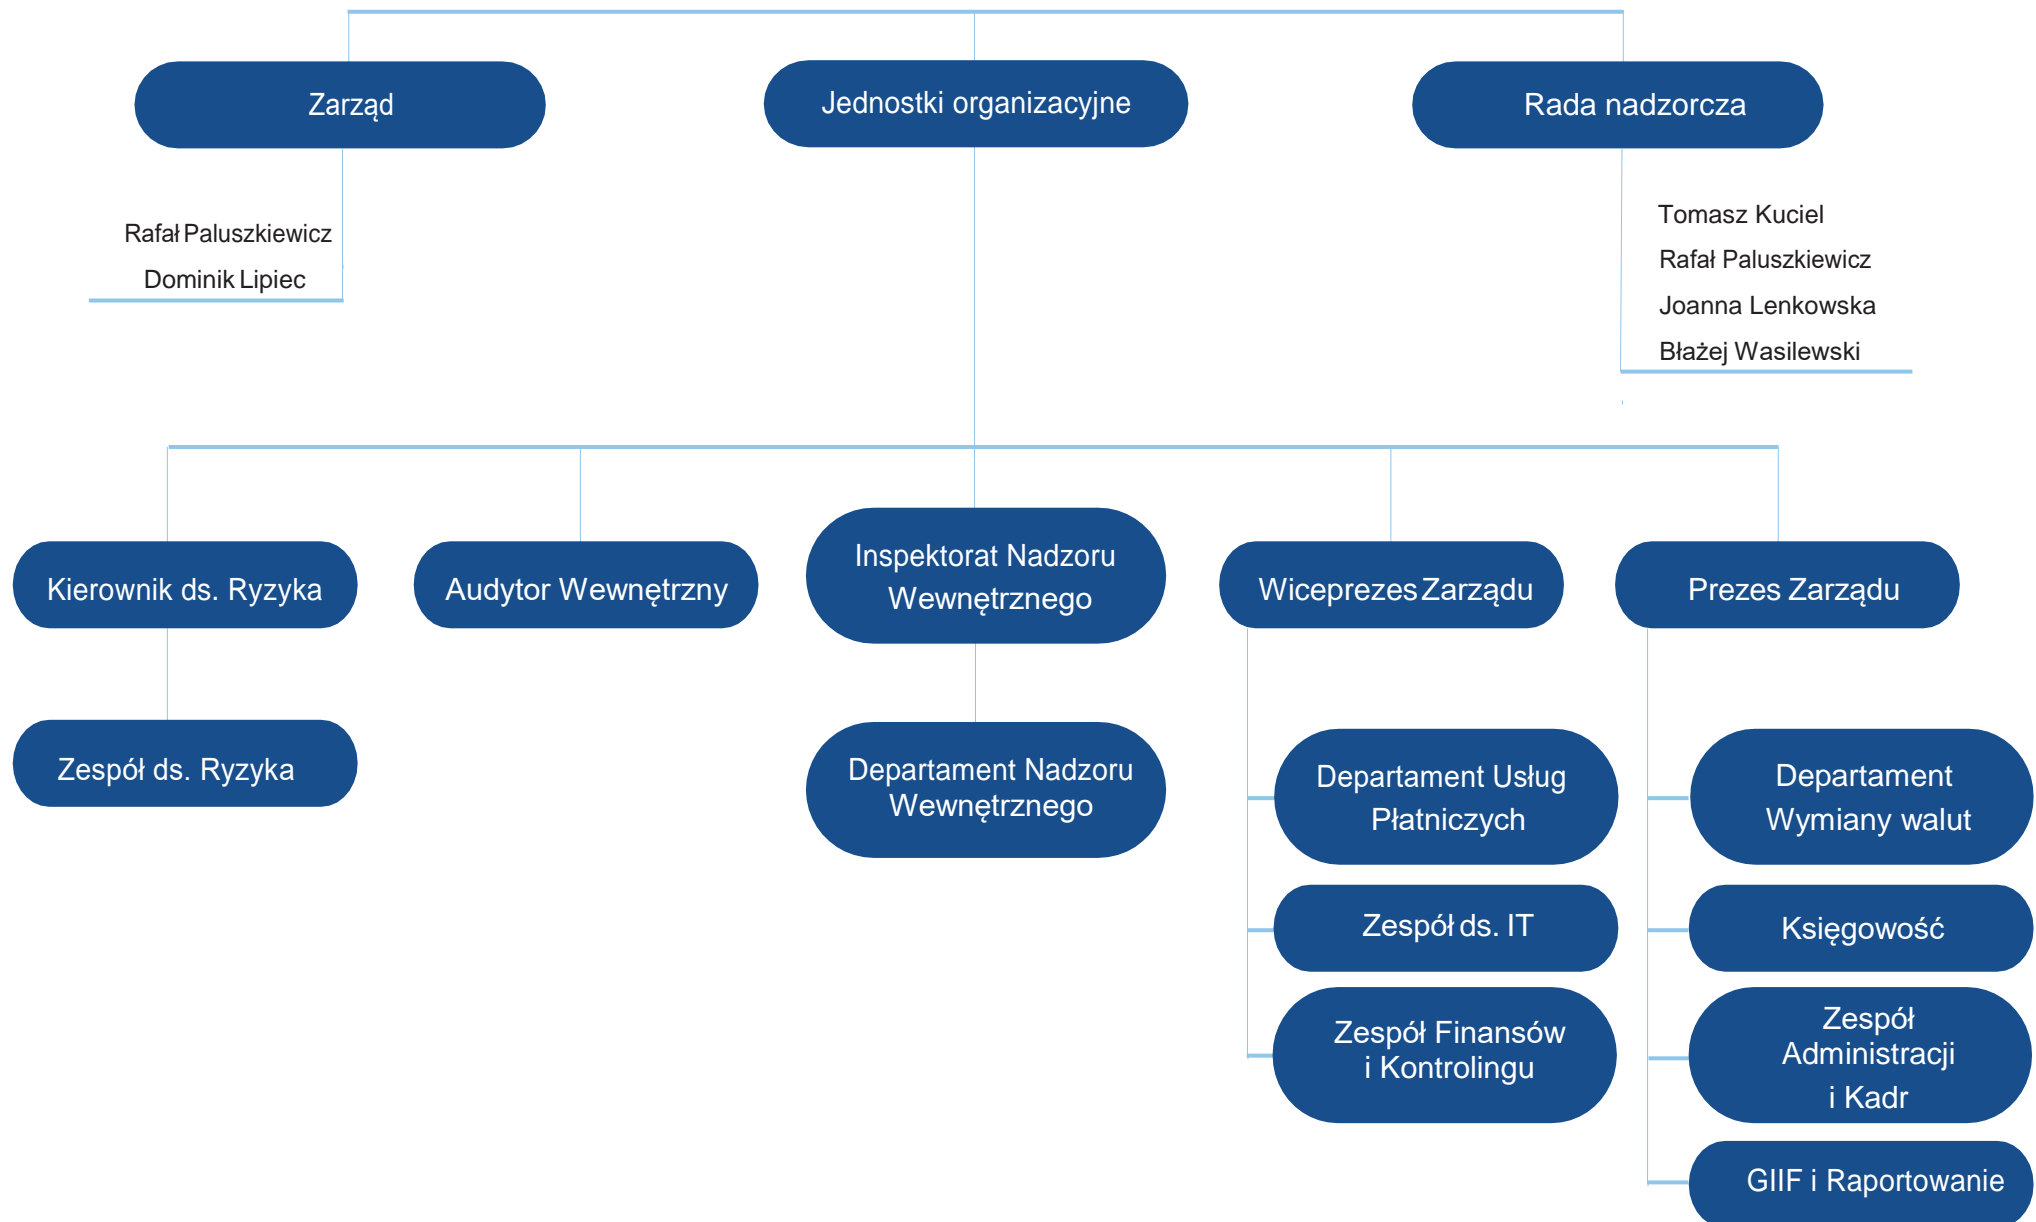 Zarząd
Jednostki organizacyjne
Rada nadzorcza
Rafał Paluszkiewicz
Dominik Lipiec
Tomasz Kuciel
Rafał Paluszkiewicz
Joanna Lenkowska
Błażej Wasilewski
Kierownik ds. Ryzyka
Audytor Wewnętrzny
Inspektorat Nadzoru
Wewnętrznego
Wiceprezes Zarządu
Prezes Zarządu
Zespół ds. Ryzyka
Departament Nadzoru
Wewnętrznego
Departament Usług
Płatniczych
Zespół ds. IT
Zespół Finansów
i Kontrolingu
Departament
Wymiany walut
Księgowość
Zespół
Administracji
i Kadr
GIIF i Raportowanie